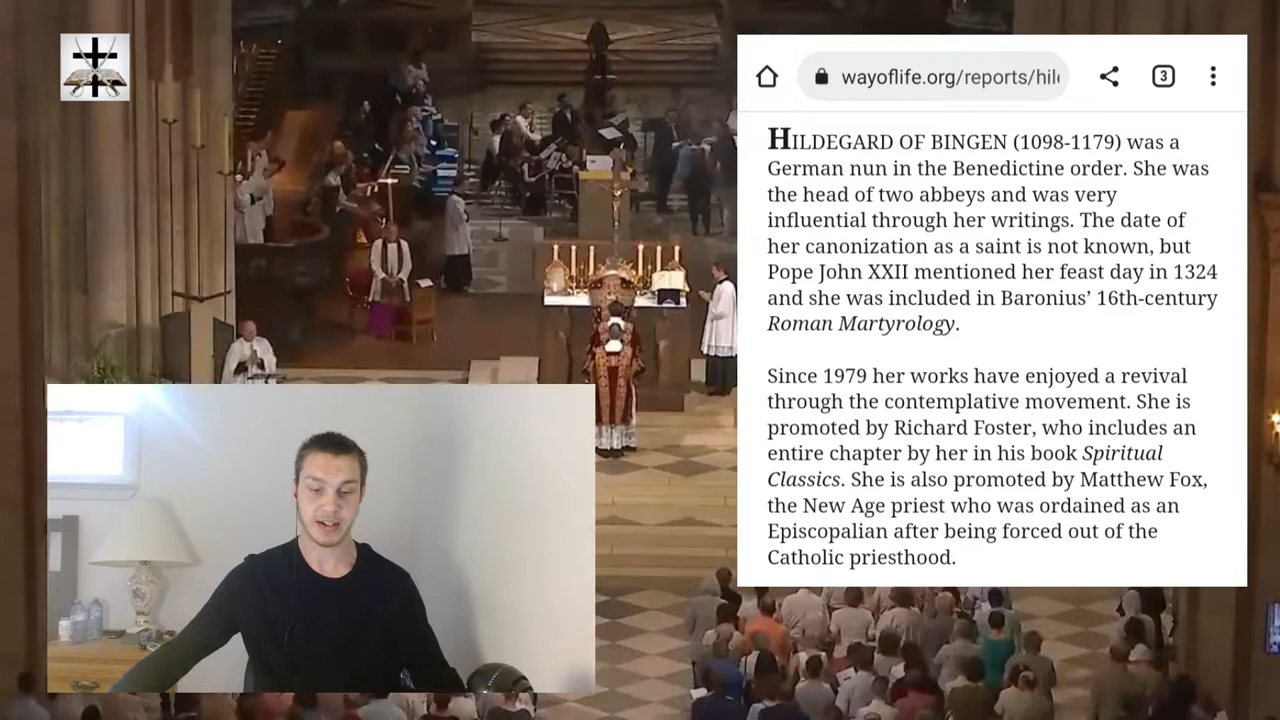 wayoflife.org/reports/hil
3
HILDEGARD OF BINGEN (1098-1179) was a
German nun in the Benedictine order. She was
the head of two abbeys and was very
influential through her writings. The date of
her canonization as a saint is not known, but
Pope John XXII mentioned her feast day in 1324
and she was included in Baronius’ 16th-century
Roman Martyrology.
Since 1979 her works have enjoyed a revival
through the contemplative movement. She is
promoted by Richard Foster, who includes an
entire chapter by her in his book Spiritual
Classics. She is also promoted by Matthew Fox,
the New Age priest who was ordained as an
Episcopalian after being forced out of the
Catholic priesthood.